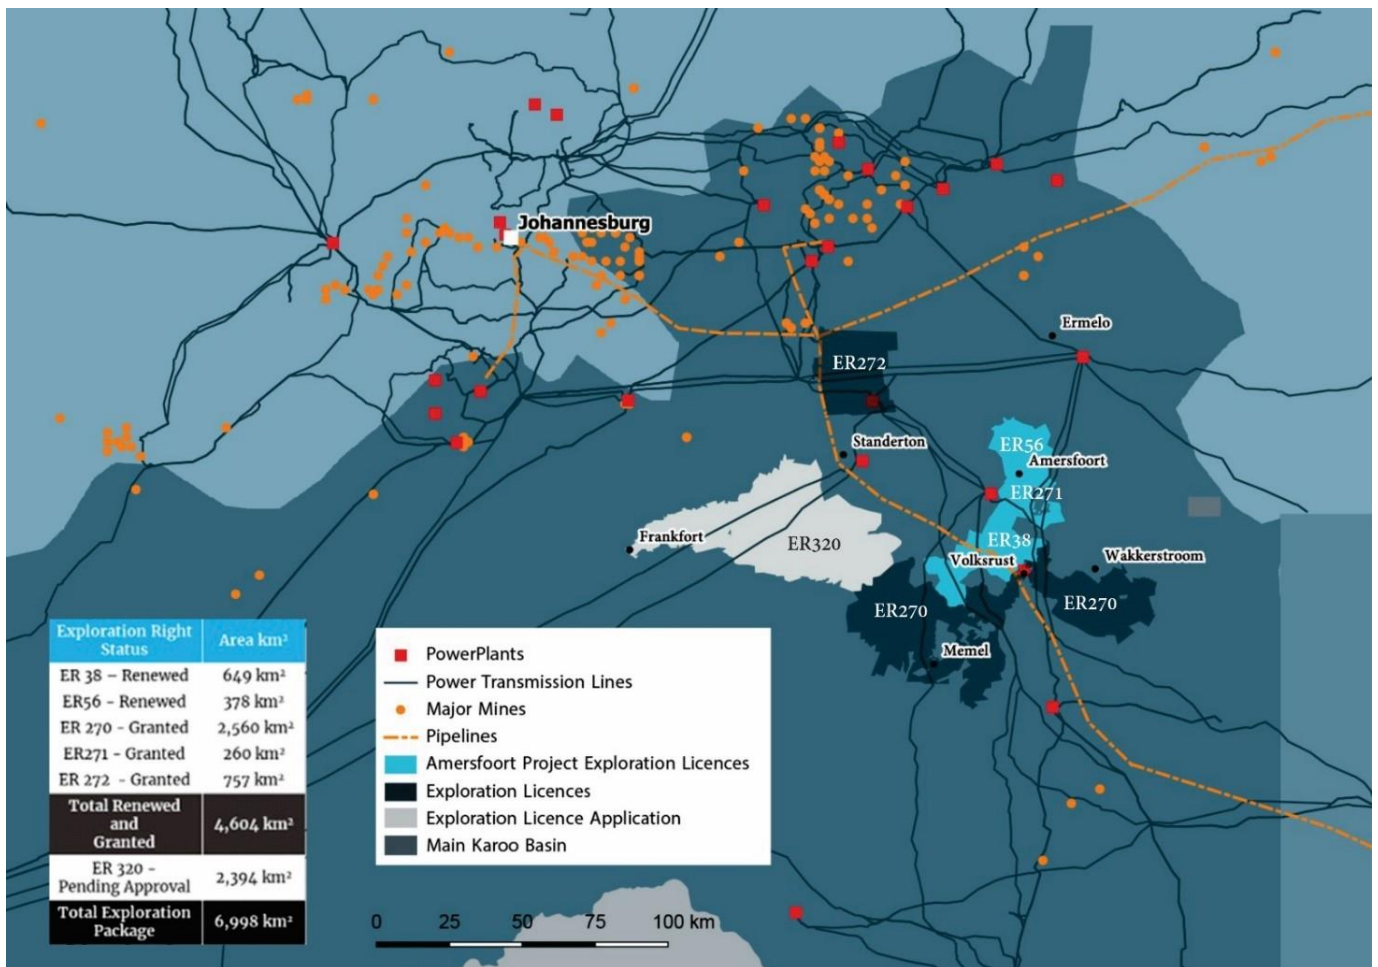 Johannesburg
Ermelo
ER272
Standerton
ER56
Amersfoort
ER271
Frankfort
ER320
ER38
Volksrust
Wakkerstroom
ER270
ER270
Memel
Exploration Right
Status
Area km²
ER 38 – Renewed
649 km²
ER56 – Renewed
378 km²
ER 270 - Granted
2,560 km²
ER271 – Granted
260 km²
ER 272 - Granted
757 km²
Total Renewed
and
Granted
4,604 km²
ER 320 –
Pending Approval
2,394 km²
Total Exploration
Package
6,998 km²
PowerPlants
Power Transmission Lines
Major Mines
Pipelines
Amersfoort Project Exploration Licences
Exploration Licences
Exploration Licence Application
Main Karoo Basin
0 25 50 75 100 km